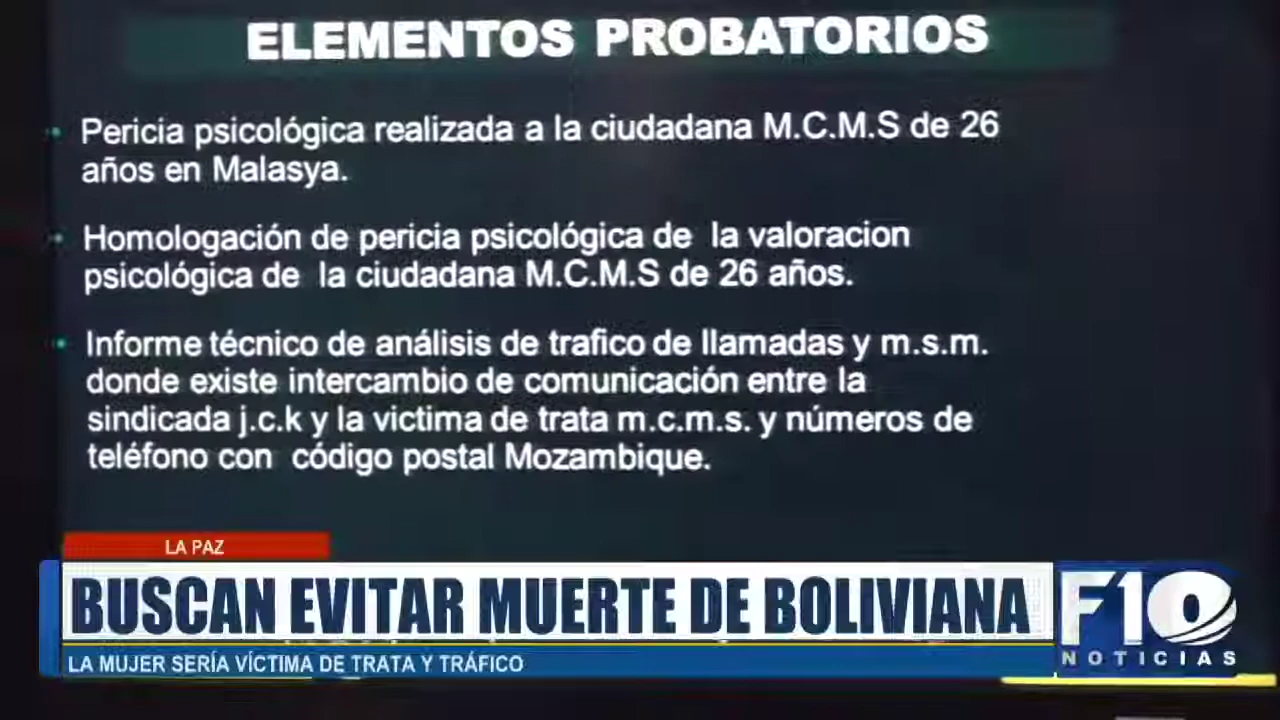 ELEMENTOS PROBATORIOS
Pericia psicológica realizada a la ciudadana M.C.M.S de 26
años en Malasya.
Homologación de pericia psicológica de la valoracion
psicológica de la ciudadana M.C.M.S de 26 años.
Informe técnico de análisis de trafico de llamadas y m.s.m.
donde existe intercambio de comunicación entre la
sindicada j.c.k y la victima de trata m.c.m.s. y números de
teléfono con código postal Mozambique.
LA PAZ
BUSCAN EVITAR MUERTE DE BOLIVIANA
LA MUJER SERÍA VÍCTIMA DE TRATA Y TRÁFICO
F10
NOTICIAS